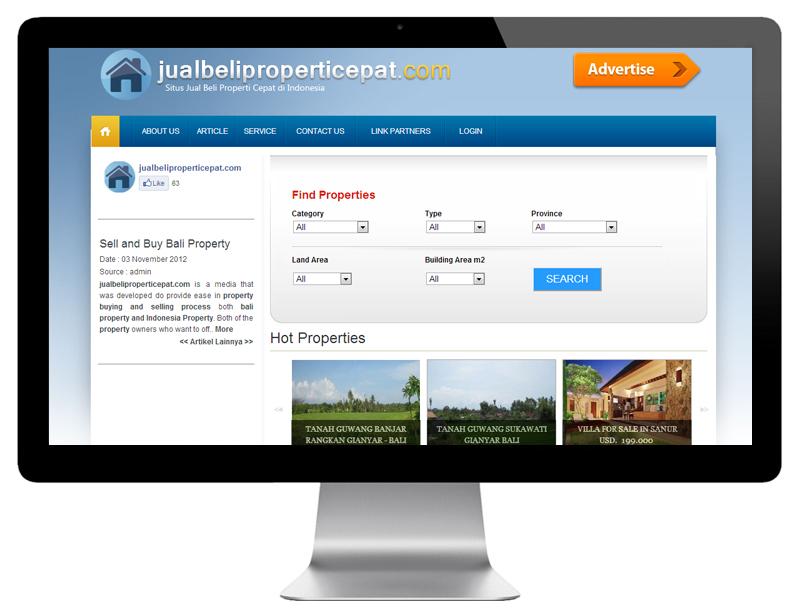 jualbeliproperticepat.com
Situs Jual Beli Properti Cepat di Indonesia
Advertise
ABOUT US ARTICLE SERVICE CONTACT US LINK PARTNERS LOGIN
jualbeliproperticepat.com
Like 63
Sell and Buy Bali Property
Date : 03 November 2012
Source : admin
jualbeliproperticepat.com is a media that
was developed do provide ease in property
buying and selling process both bali
property and Indonesia Property. Both of the
property owners who want to off.. More
<< Artikel Lainnya >>
Find Properties
Category Type Province
All All All
Land Area Building Area m2
All All SEARCH
Hot Properties
<< >>
TANAH GUWANG BANJAR
RANGKAN GIANYAR - BALI
TANAH GUWANG SUKAWATI
GIANYAR BALI
VILLA FOR SALE IN SANUR
USD. 199.000